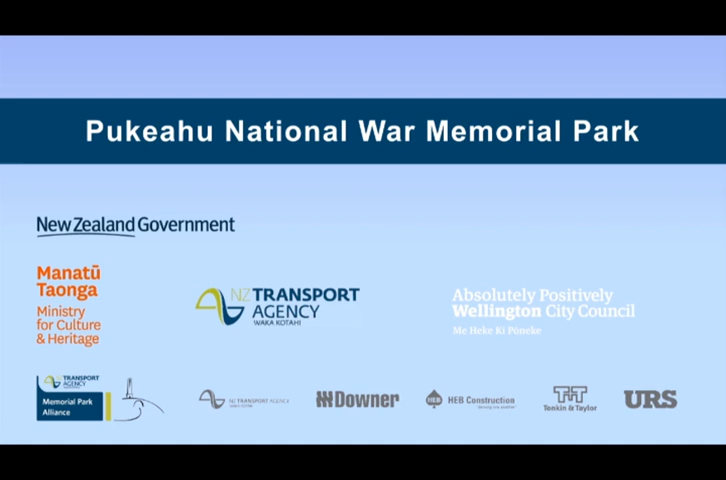 Pukeahu National War Memorial Park
New Zealand Government
Manatū
Taonga
Ministry
for Culture
& Heritage
NZ TRANSPORT
AGENCY
WAKA KOTAHI
Absolutely Positively
Wellington City Council
Me Heke Ki Pōneke
NZ TRANSPORT
AGENCY
Memorial Park
Alliance
NZ TRANSPORT AGENCY
Downer
HEB
HEB Construction
T+T
Tonkin & Taylor
URS